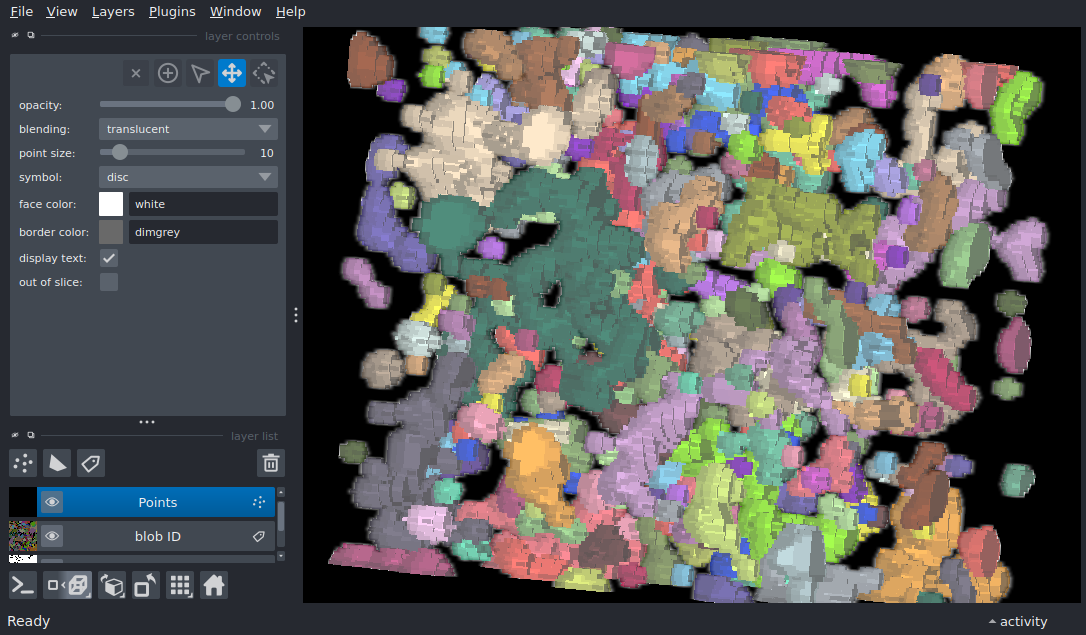 File View Layers Plugins Window Help
layer controls
opacity: 1.00
blending: translucent
point size: 10
symbol: disc
face color: white
border color: dimgrey
display text:
out of slice:
layer list
Points
blob ID
Ready
activity